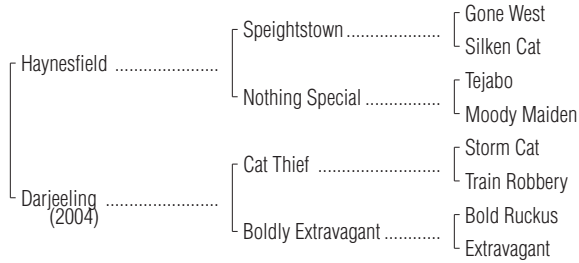 Gone West
Speightstown ......................
Silken Cat
Haynesfield ........................
Tejabo
Nothing Special ..................
Moody Maiden
Storm Cat
Cat Thief ............................
Train Robbery
Darjeeling ..........................
(2004)
Bold Ruckus
Boldly Extravagant .............
Extravagant